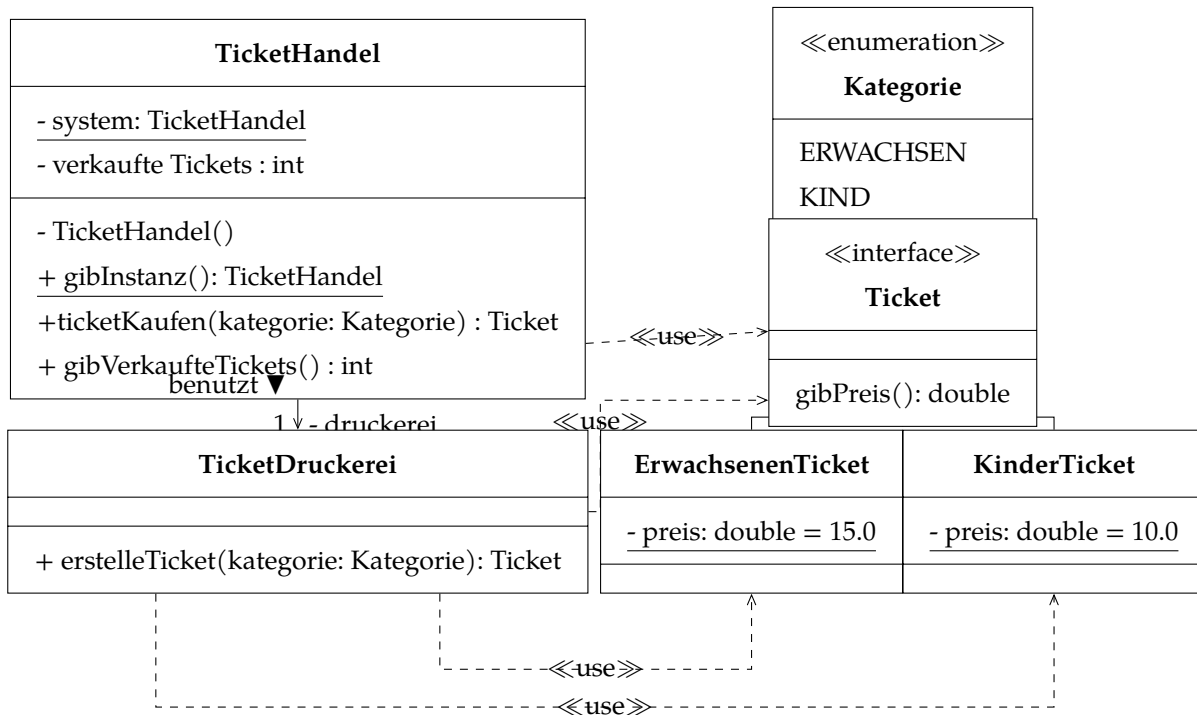 TicketHandel
- system: TicketHandel
- verkaufte Tickets : int
- TicketHandel()
+ gibInstanz(): TicketHandel
+ticketKaufen(kategorie: Kategorie) : Ticket
+ gibVerkaufteTickets() : int
benutzt ▼
1 - druckerei
≪enumeration≫
Kategorie
ERWACHSEN
KIND
≪interface≫
Ticket
gibPreis(): double
≪use≫
≪use≫
TicketDruckerei
+ erstelleTicket(kategorie: Kategorie): Ticket
ErwachsenenTicket
- preis: double = 15.0
KinderTicket
- preis: double = 10.0
≪use≫
≪use≫